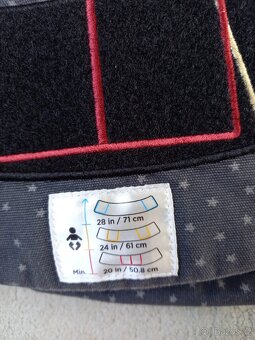 28 in / 71 cm
24 in / 61 cm
Min. 20 in / 50.8 cm